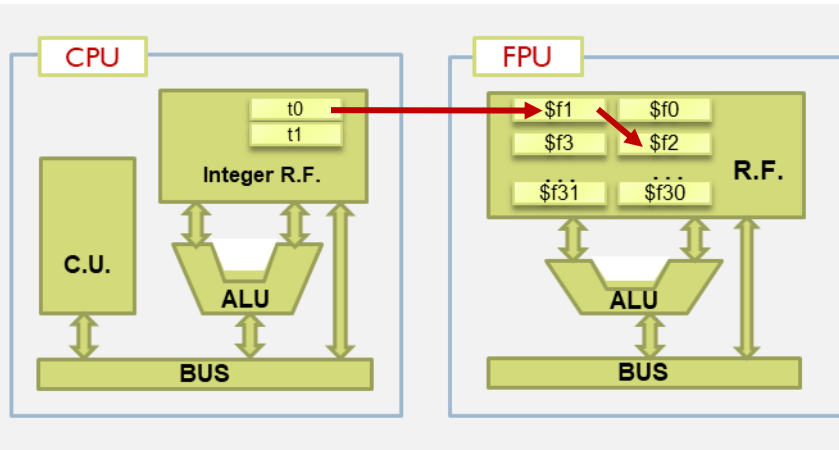 CPU
t0
t1
Integer R.F.
C.U.
ALU
BUS
FPU
$f1 $f0
$f3 $f2
... ...
$f31 $f30
R.F.
ALU
BUS